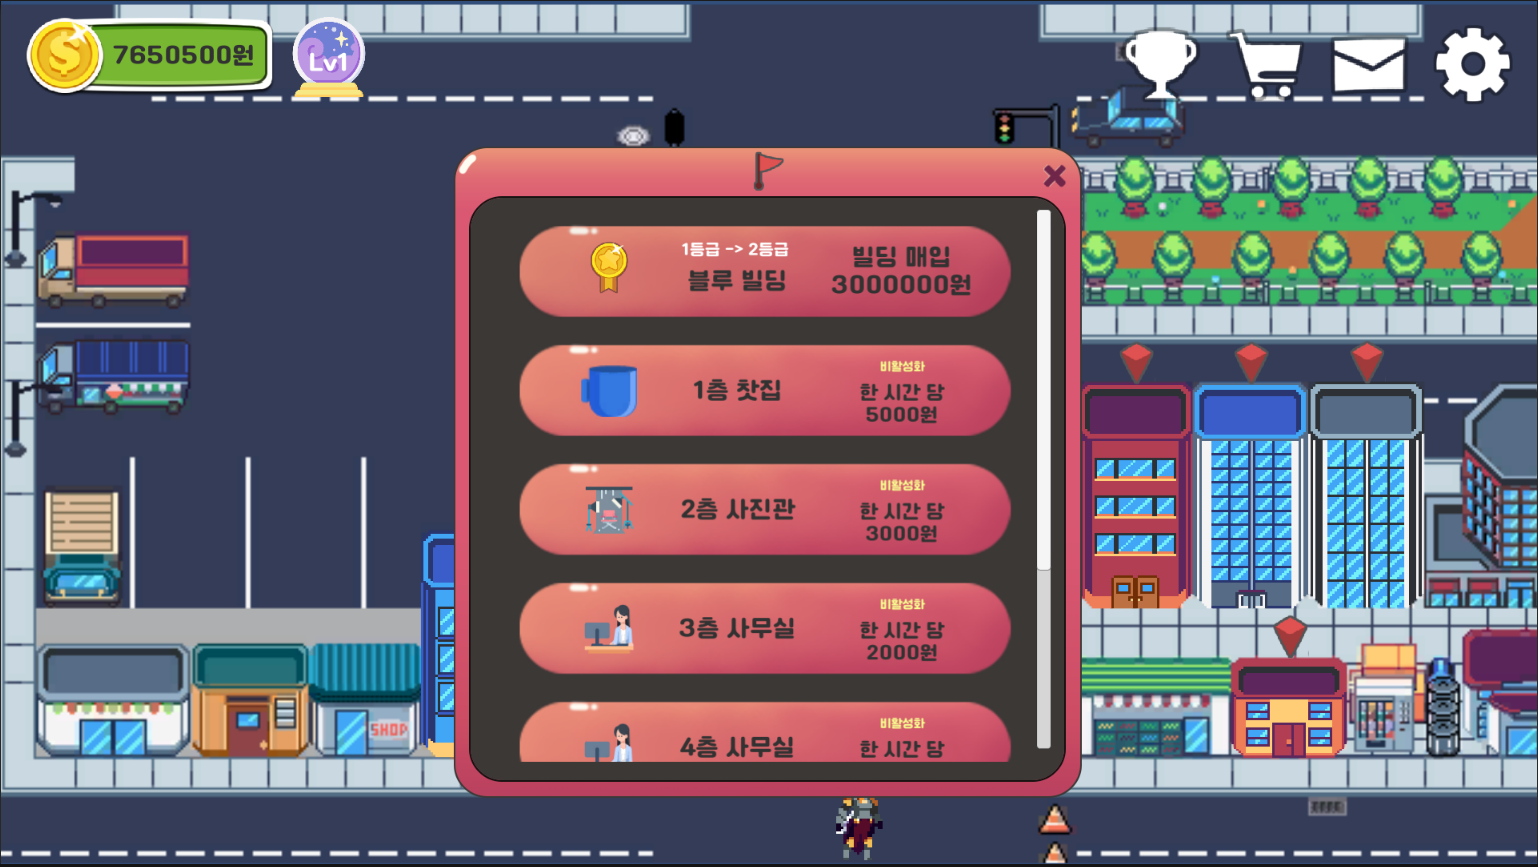 7650500원
Lv1
1등급 -> 2등급
블루 빌딩
빌딩 매입
3000000원
1층 찻집
비활성화
한 시간 당
5000원
2층 사진관
비활성화
한 시간 당
3000원
3층 사무실
비활성화
한 시간 당
2000원
4층 사무실
비활성화
한 시간 당
SHOP